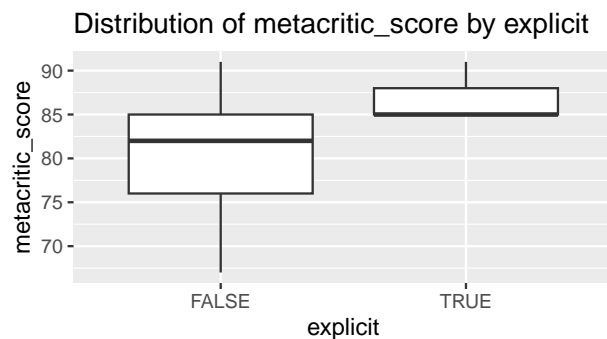 Distribution of metacritic_score by explicit
metacritic_score
90
85
80
75
70
FALSE
TRUE
explicit